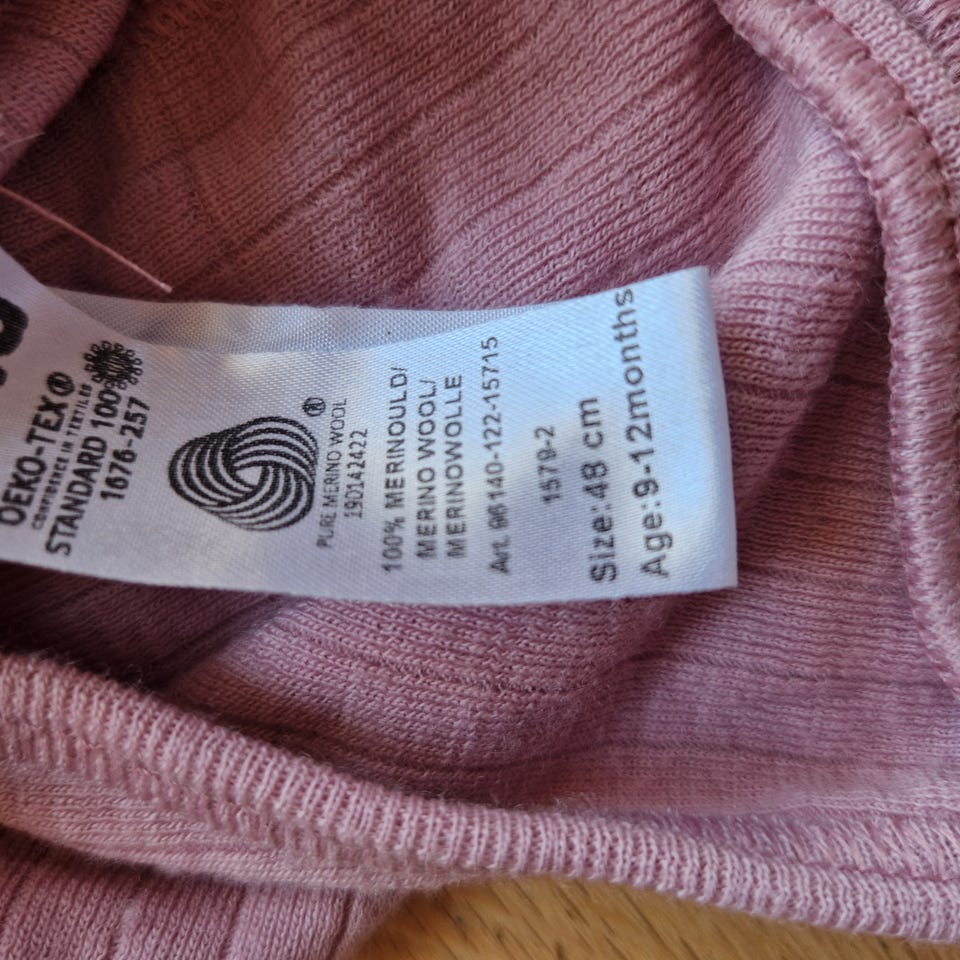 OEKO-TEX®
CONFIDENCE IN TEXTILES
STANDARD 100
1676-257
®
PURE MERINO WOOL
190142422
100% MERINOULD/
MERINO WOOL/
MERINOWOLLE
Art. 96140-122-15715
1579-2
Size:48 cm
Age:9-12months